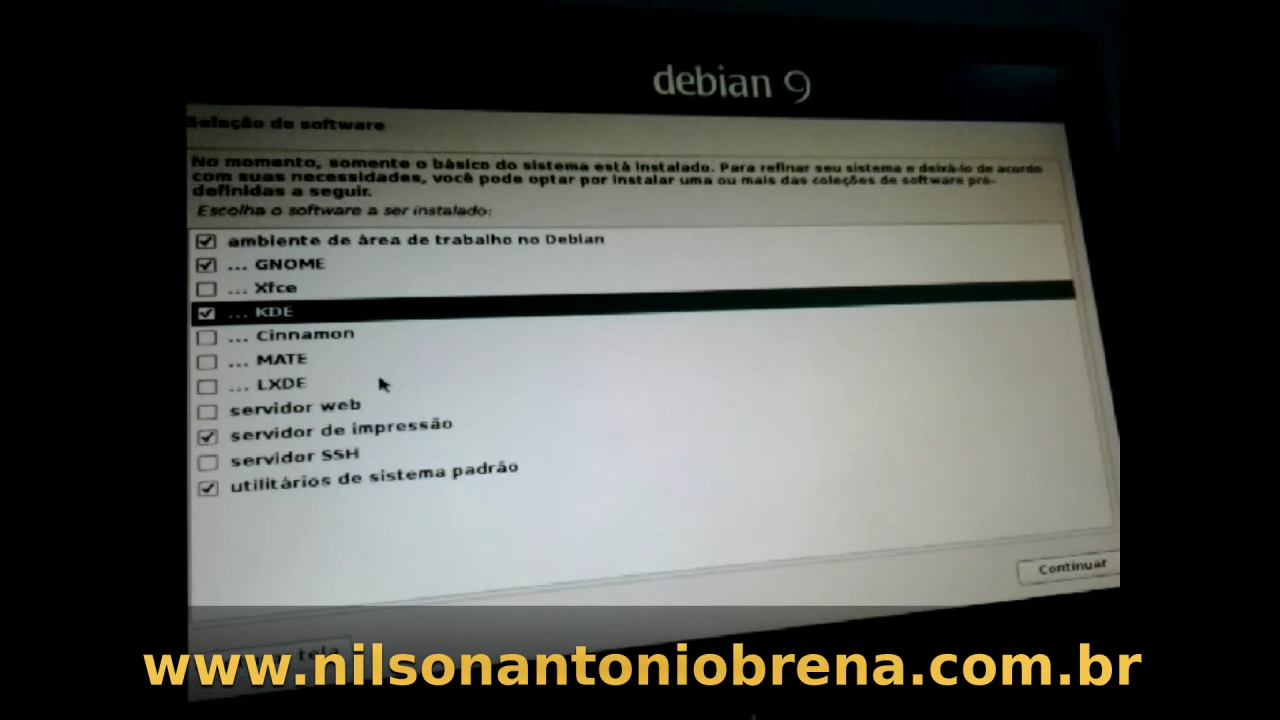 debian 9
Seleção de software
No momento, somente o básico do sistema está instalado. Para refinar seu sistema e deixá-lo de acordo
com suas necessidades, você pode optar por instalar uma ou mais das coleções de software pré-
definidas a seguir.
Escolha o software a ser instalado:
ambiente de área de trabalho no Debian
... GNOME
... Xfce
... KDE
... Cinnamon
... MATE
... LXDE
servidor web
servidor de impressão
servidor SSH
utilitários de sistema padrão
Continuar
tela
www.nilsonantoniobrena.com.br